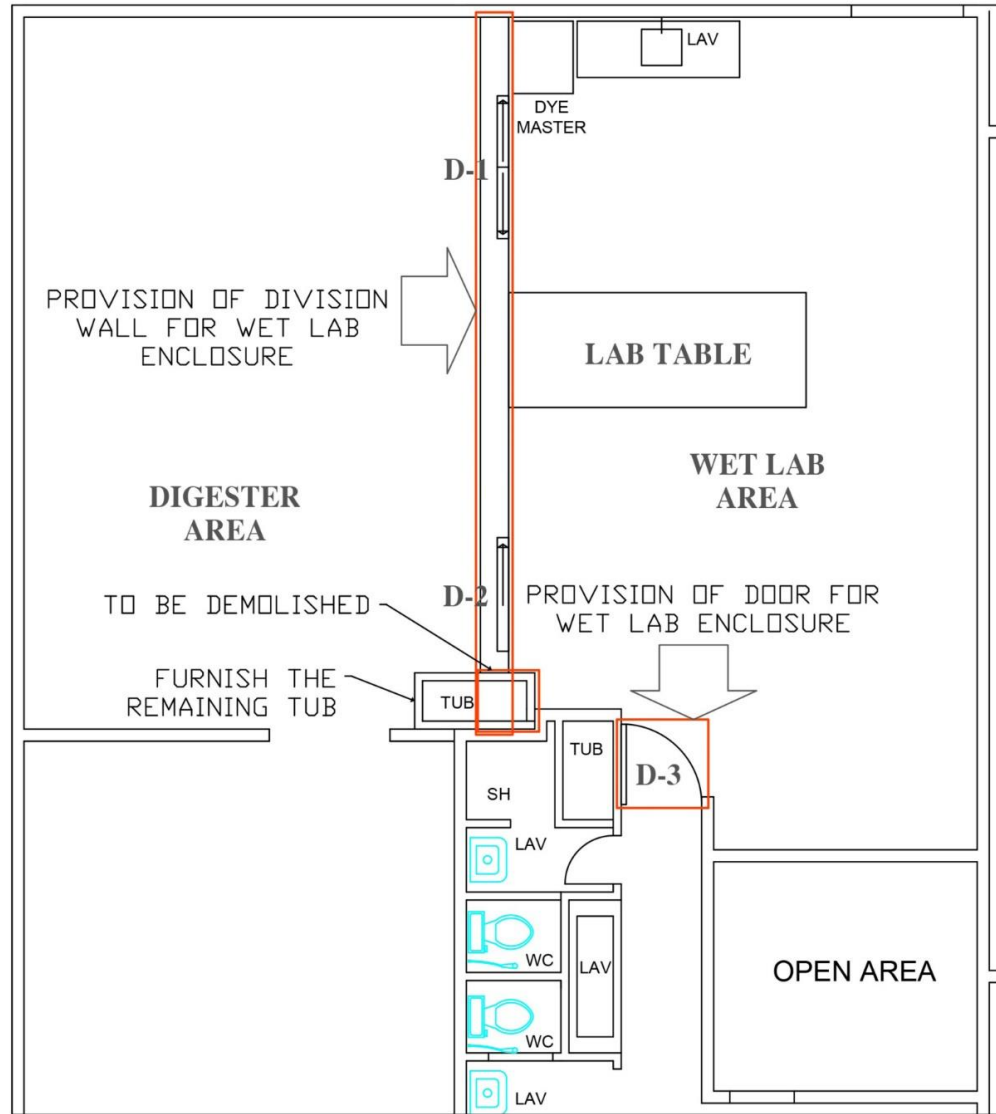 LAV
DYE
MASTER
D-1
PROVISION OF DIVISION
WALL FOR WET LAB
ENCLOSURE
LAB TABLE
WET LAB
AREA
DIGESTER
AREA
D-2
PROVISION OF DOOR FOR
WET LAB ENCLOSURE
TO BE DEMOLISHED
FURNISH THE
REMAINING TUB
TUB
TUB
D-3
SH
LAV
WC
LAV
OPEN AREA
WC
LAV